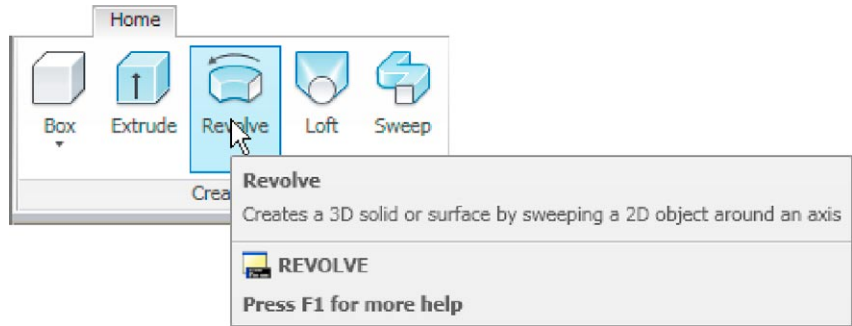 Home
Box Extrude Revolve Loft Sweep
Revolve
Creates a 3D solid or surface by sweeping a 2D object around an axis
REVOLVE
Press F1 for more help